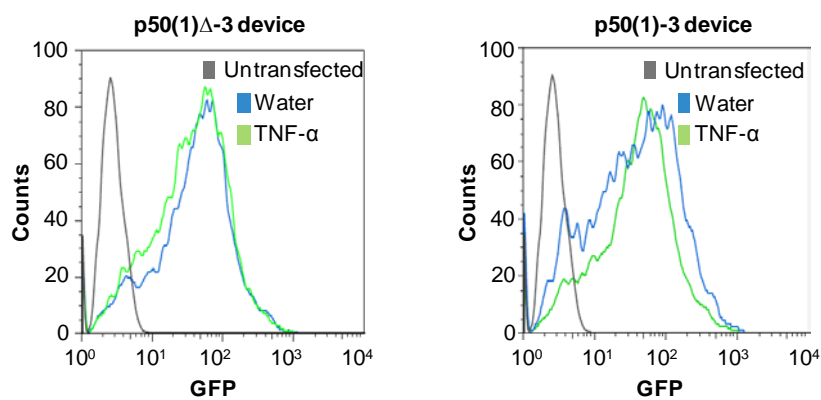 p50(1)Δ-3 device
100
80
60
40
20
0
Counts
Untransfected
Water
TNF-α
10⁰ 10¹ 10² 10³ 10⁴
GFP
p50(1)-3 device
100
80
60
40
20
0
Counts
Untransfected
Water
TNF-α
10⁰ 10¹ 10² 10³ 10⁴
GFP